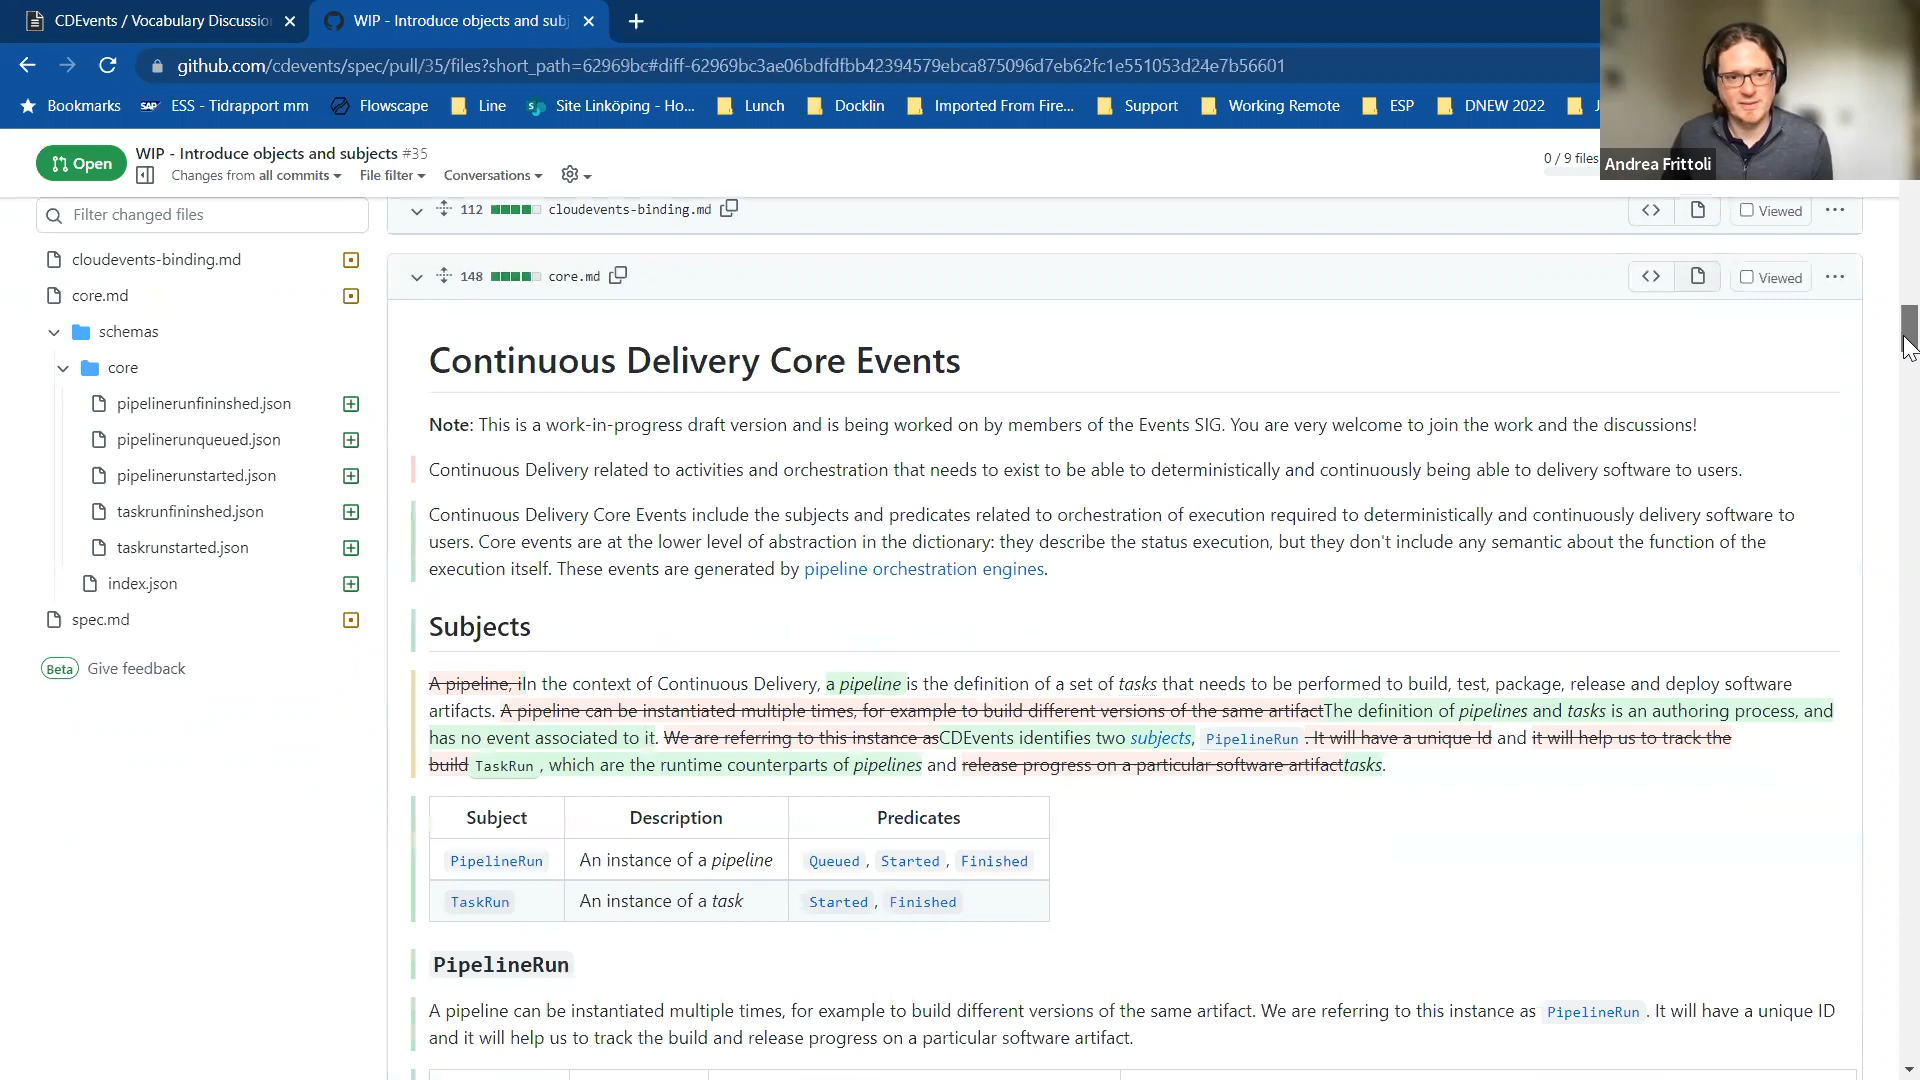 CDEvents / Vocabulary Discussio
WIP - Introduce objects and subj
github.com/cdevents/spec/pull/35/files?short_path=62969bc#diff-62969bc3ae06bdfdfbb42394579ebca875096d7eb62fc1e551053d24e7b56601
Bookmarks SAP ESS - Tidrapport mm Flowscape Line Site Linköping - Ho... Lunch Docklin Imported From Fire... Support Working Remote ESP DNEW 2022 J
Andrea Frittoli
Open WIP - Introduce objects and subjects #35
Changes from all commits File filter Conversations
0 / 9 files
Filter changed files
cloudevents-binding.md
core.md
schemas
core
pipelinerunfininshed.json
pipelinerunqueued.json
pipelinerunstarted.json
taskrunfininshed.json
taskrunstarted.json
index.json
spec.md
Beta Give feedback
112 cloudevents-binding.md Viewed
148 core.md Viewed
Continuous Delivery Core Events
Note: This is a work-in-progress draft version and is being worked on by members of the Events SIG. You are very welcome to join the work and the discussions!
Continuous Delivery related to activities and orchestration that needs to exist to be able to deterministically and continuously being able to delivery software to users.
Continuous Delivery Core Events include the subjects and predicates related to orchestration of execution required to deterministically and continuously delivery software to
users. Core events are at the lower level of abstraction in the dictionary: they describe the status execution, but they don't include any semantic about the function of the
execution itself. These events are generated by pipeline orchestration engines.
Subjects
A pipeline, iIn the context of Continuous Delivery, a pipeline is the definition of a set of tasks that needs to be performed to build, test, package, release and deploy software
artifacts. A pipeline can be instantiated multiple times, for example to build different versions of the same artifactThe definition of pipelines and tasks is an authoring process, and
has no event associated to it. We are referring to this instance asCDEvents identifies two subjects, PipelineRun . It will have a unique Id and it will help us to track the
build TaskRun , which are the runtime counterparts of pipelines and release progress on a particular software artifacttasks.
Subject Description Predicates
PipelineRun An instance of a pipeline Queued , Started , Finished
TaskRun An instance of a task Started , Finished
PipelineRun
A pipeline can be instantiated multiple times, for example to build different versions of the same artifact. We are referring to this instance as PipelineRun . It will have a unique ID
and it will help us to track the build and release progress on a particular software artifact.